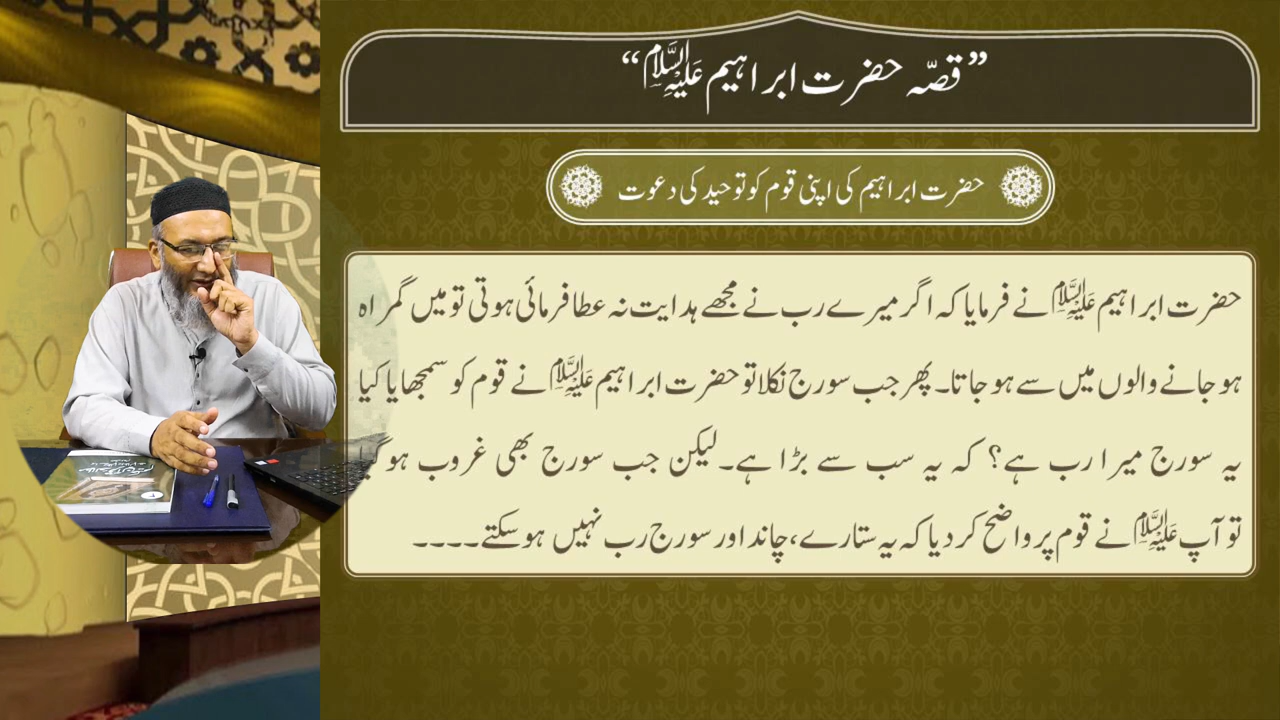 ”قصّہ حضرت ابراہیم علیہ السلام“
حضرت ابراہیم کی اپنی قوم کو توحید کی دعوت
حضرت ابراہیم علیہ السلام نے فرمایا کہ اگر میرے رب نے مجھے ہدایت نہ عطا فرمائی ہوتی تو میں گمراہ
ہو جانے والوں میں سے ہو جاتا۔ پھر جب سورج نکلا تو حضرت ابراہیم علیہ السلام نے قوم کو سمجھایا کیا
یہ سورج میرا رب ہے؟ کہ یہ سب سے بڑا ہے۔ لیکن جب سورج بھی غروب ہو گیا
تو آپ علیہ السلام نے قوم پر واضح کر دیا کہ یہ ستارے، چاند اور سورج رب نہیں ہو سکتے۔۔۔۔